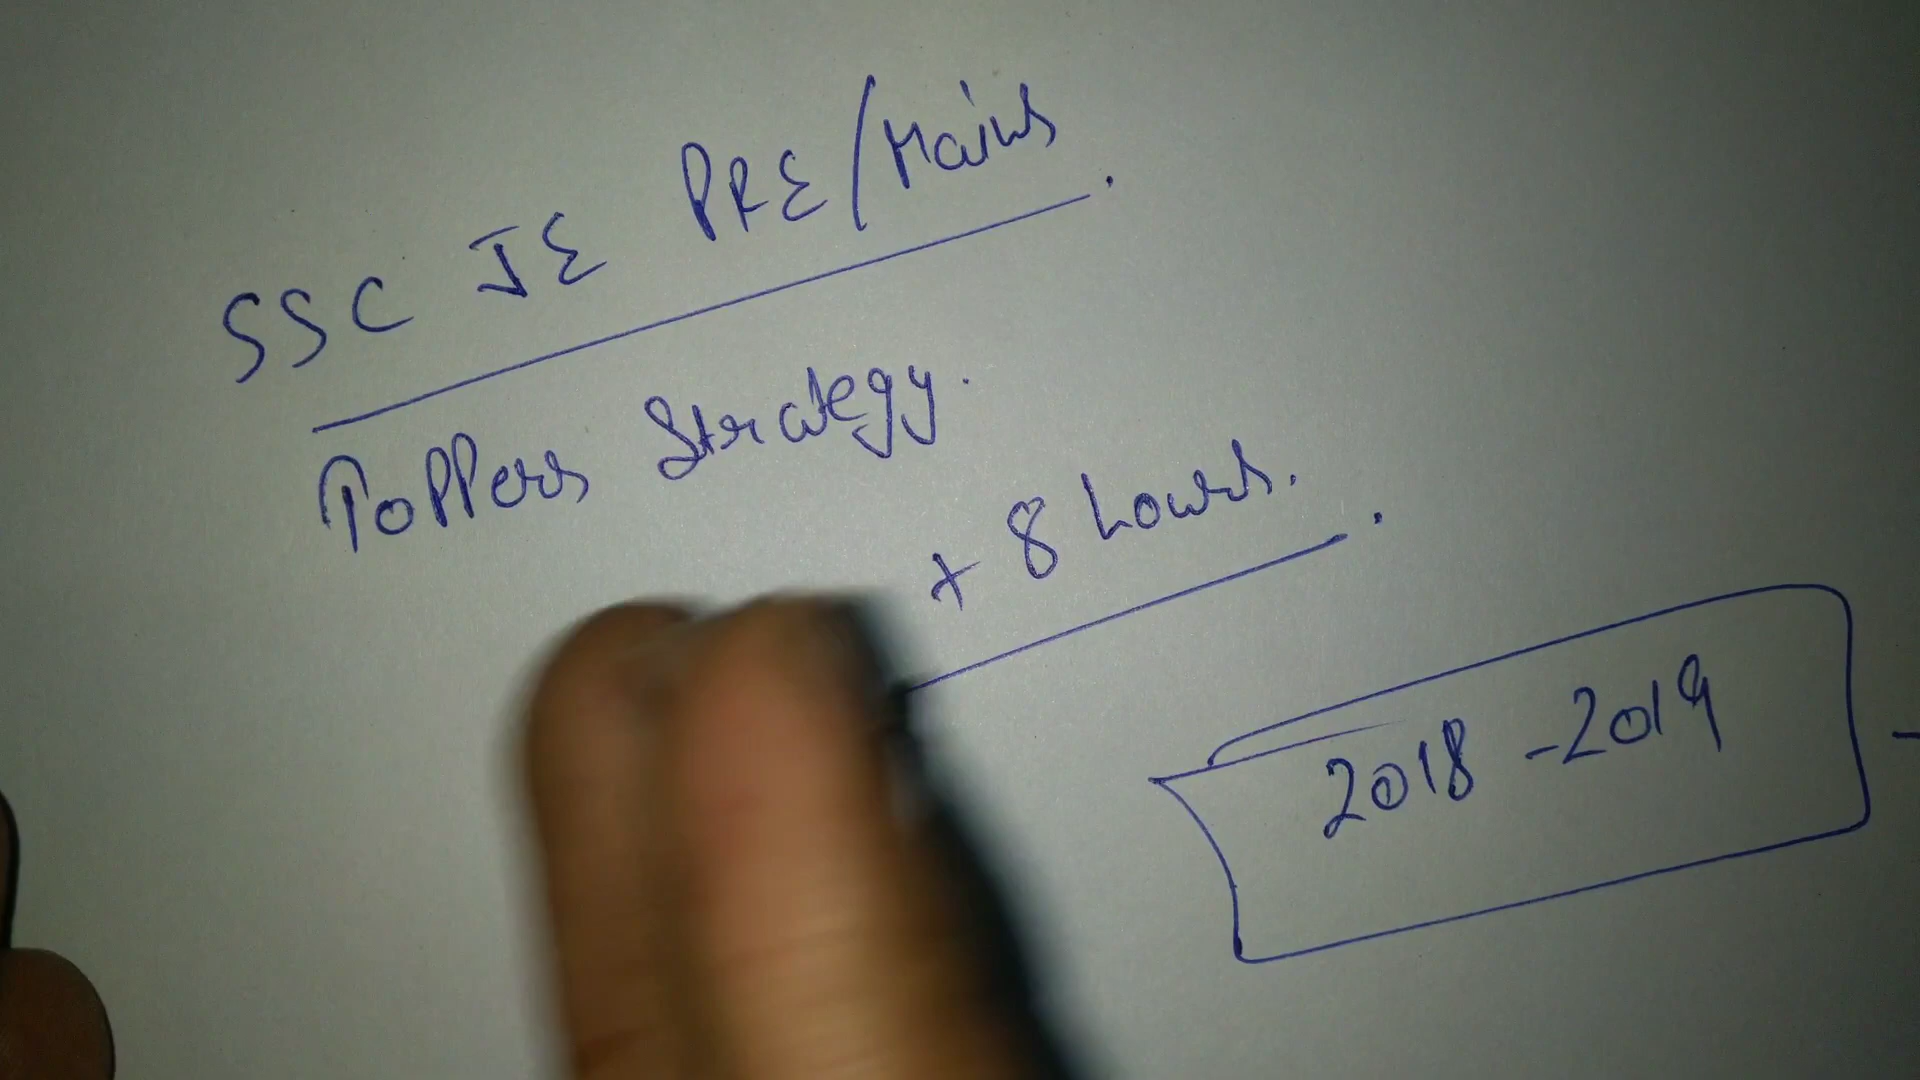 SSC JE PRE/Mains.
Toppers Strategy.
+ 8 hours.
2018 - 2019